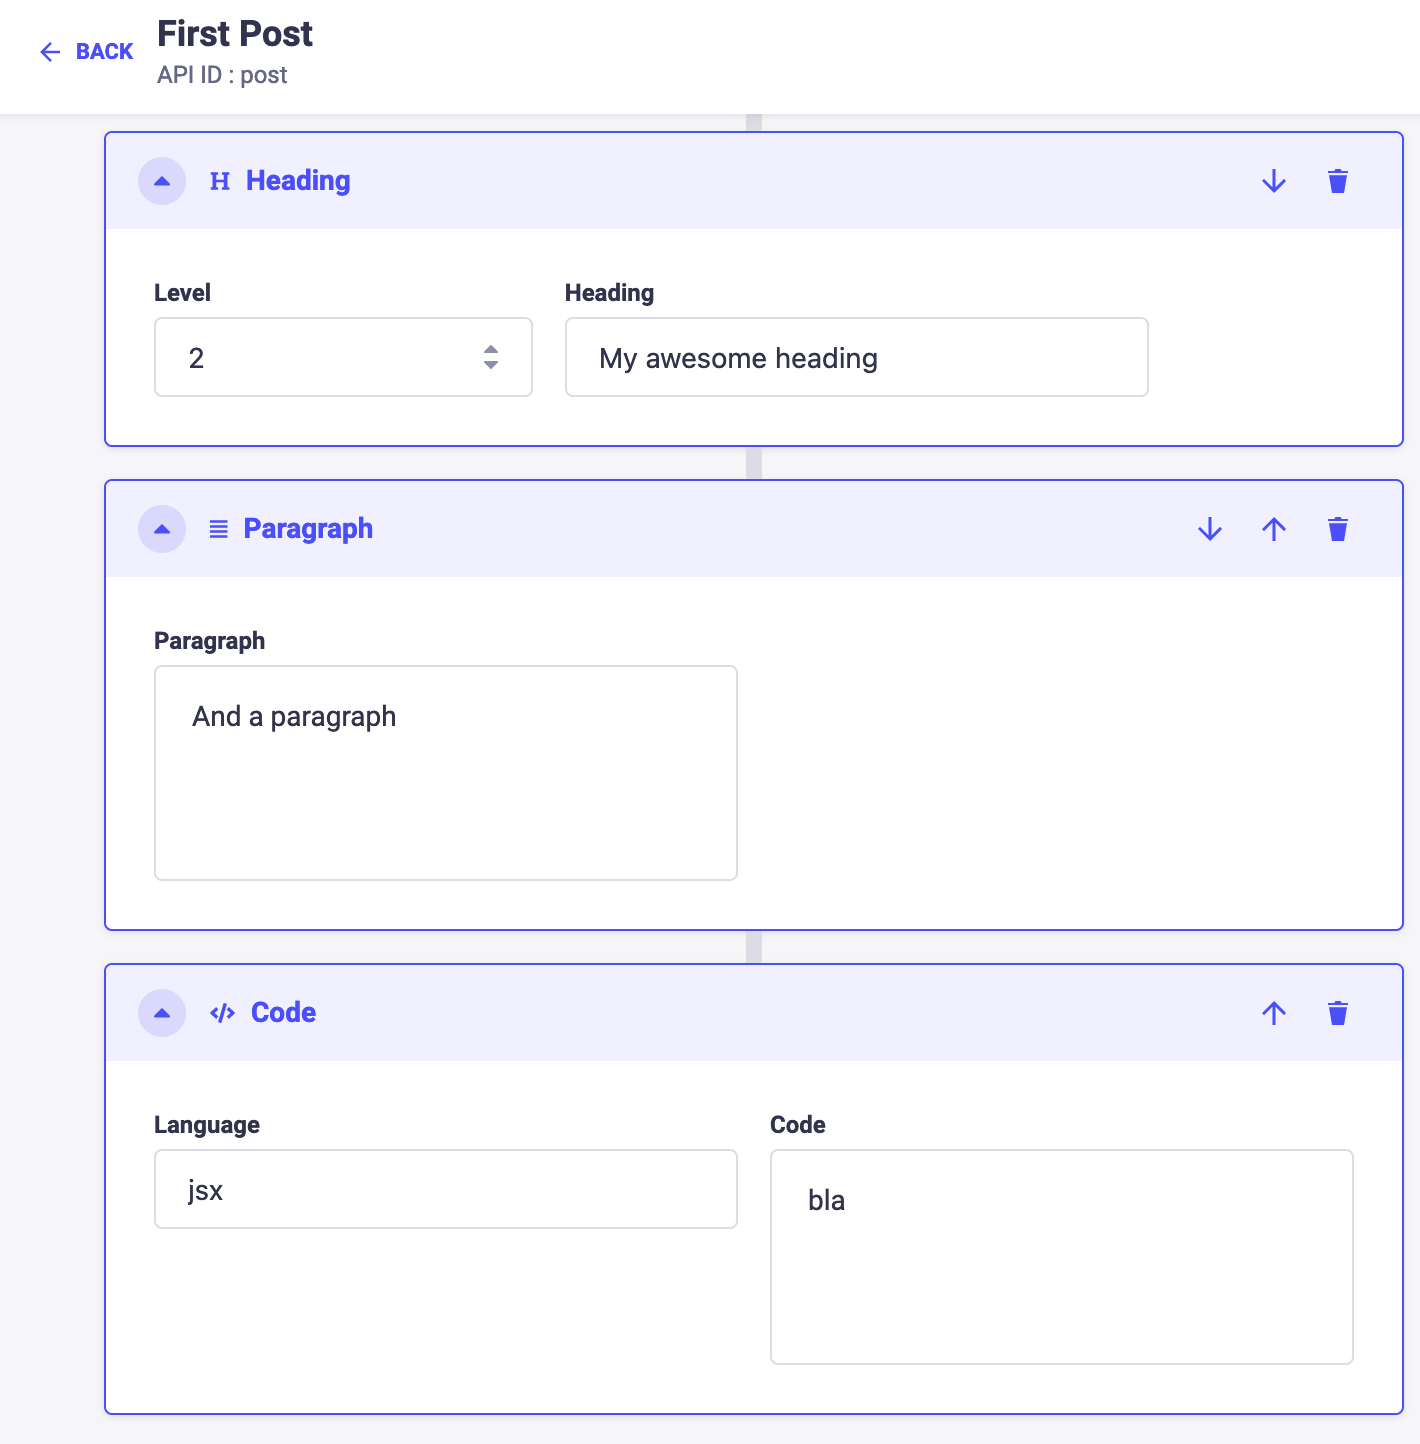 BACK
First Post
API ID : post
Heading
Level
Heading
2
My awesome heading
Paragraph
Paragraph
And a paragraph
Code
Language
Code
jsx
bla